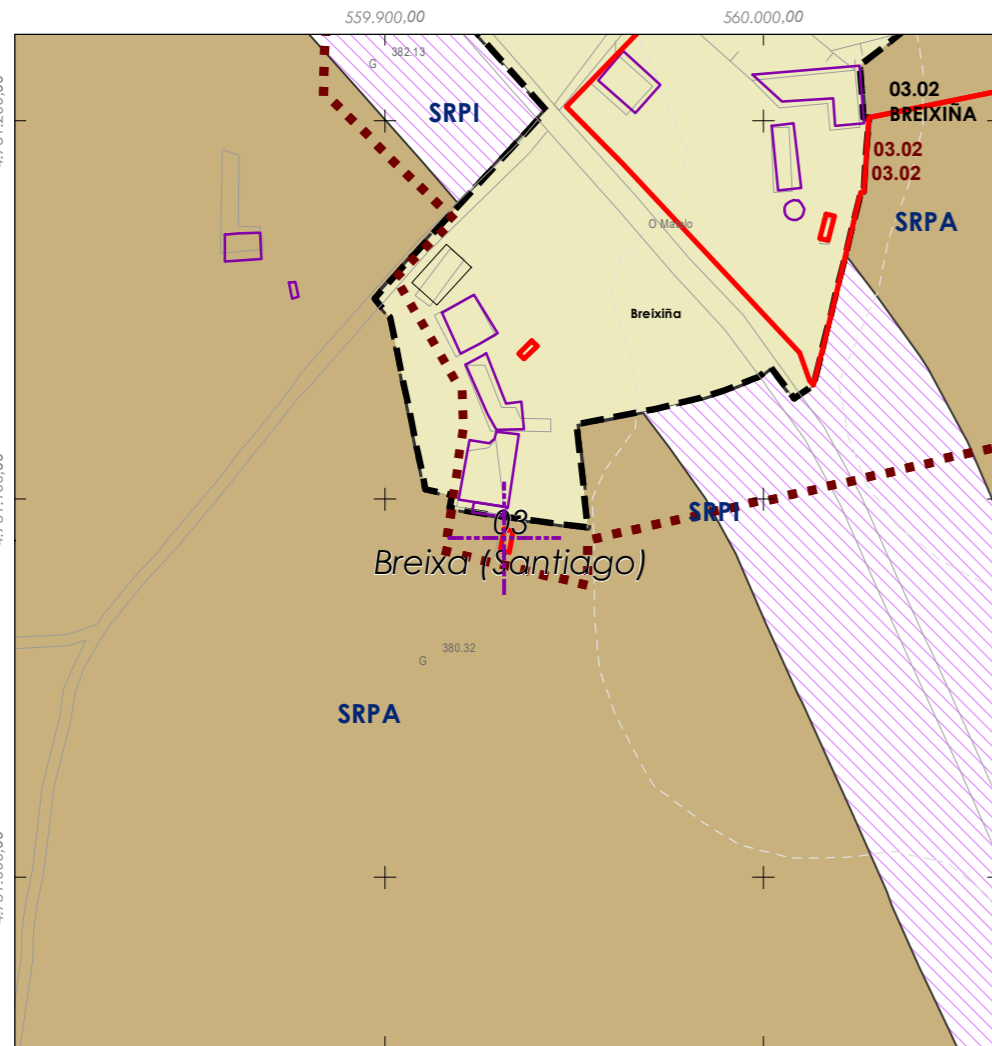 559.900,00
560.000,00
382.13
G
SRPI
03.02
BREIXIÑA
03.02
03.02
SRPA
Breixiña
SRPI
03
Breixa (Santiago)
380.32
G
SRPA